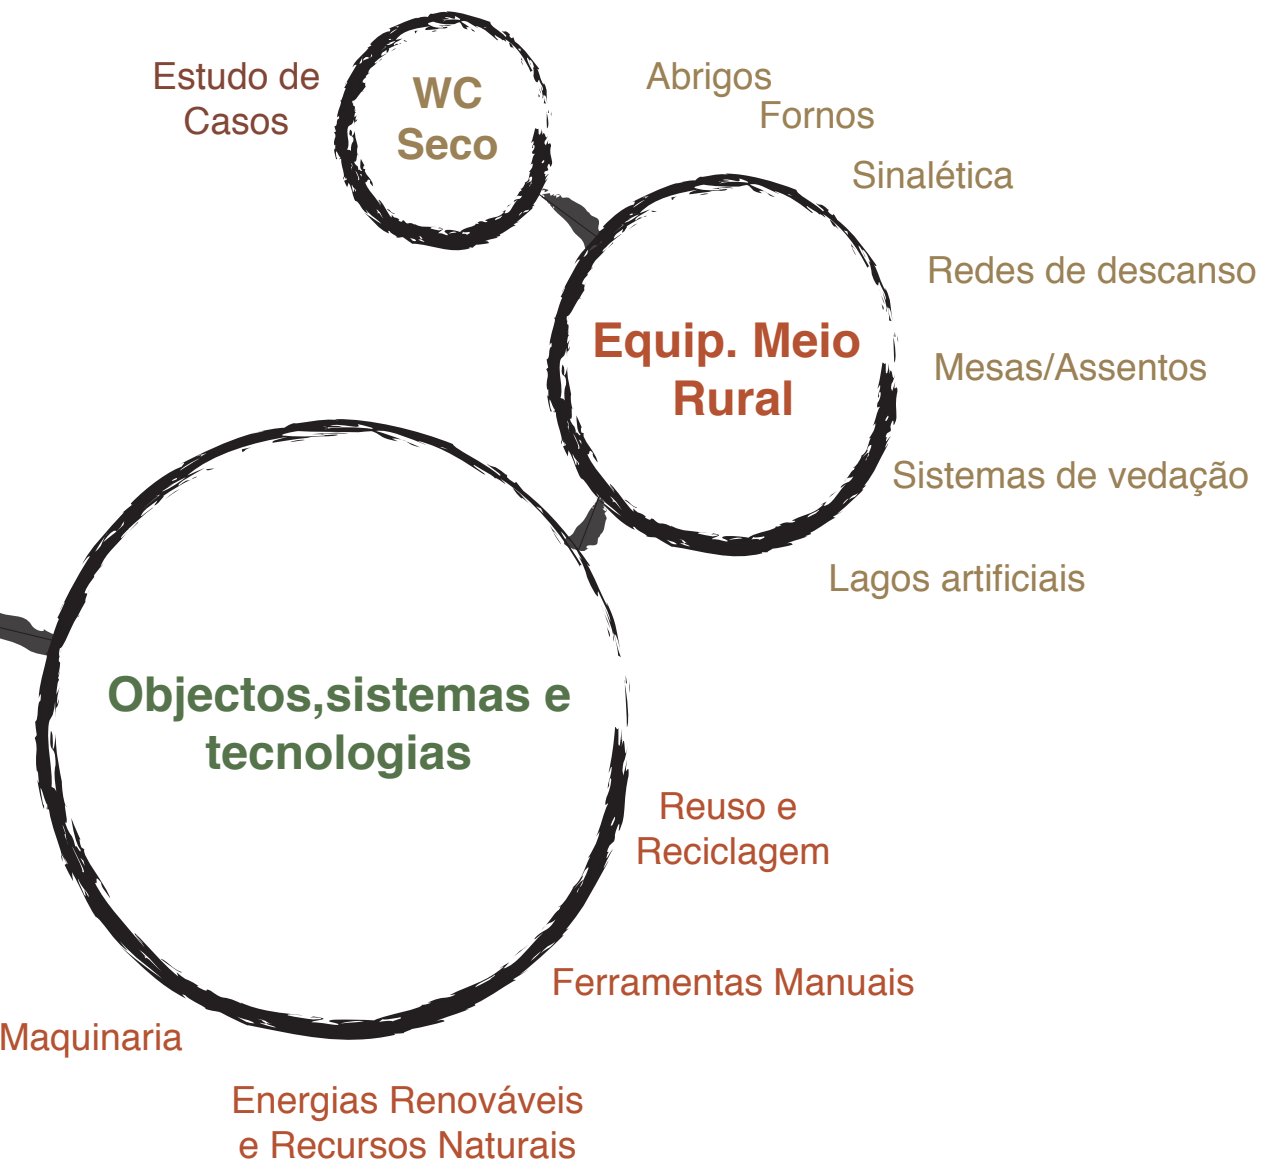 Estudo de
Casos
WC
Seco
Abrigos
Fornos
Sinalética
Redes de descanso
Equip. Meio
Rural
Mesas/Assentos
Sistemas de vedação
Lagos artificiais
Objectos,sistemas e
tecnologias
Reuso e
Reciclagem
Ferramentas Manuais
Maquinaria
Energias Renováveis
e Recursos Naturais